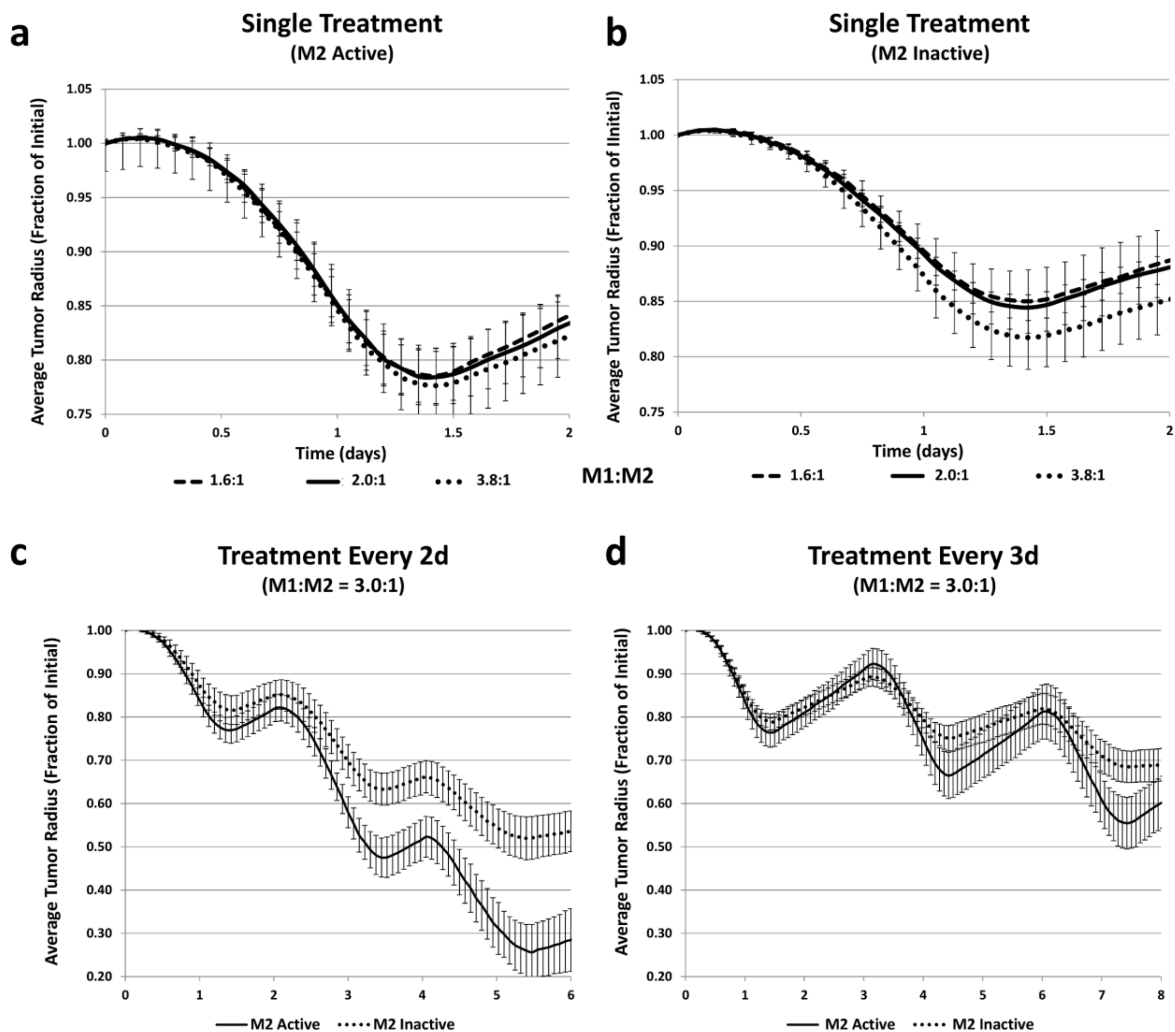 a
Single Treatment
(M2 Active)
Average Tumor Radius (Fraction of Initial)
1.05
1.00
0.95
0.90
0.85
0.80
0.75
0
0.5
1
1.5
2
Time (days)
1.6:1
2.0:1
3.8:1
M1:M2
b
Single Treatment
(M2 Inactive)
Average Tumor Radius (Fraction of Initial)
1.05
1.00
0.95
0.90
0.85
0.80
0.75
0
0.5
1
1.5
2
Time (days)
1.6:1
2.0:1
3.8:1
c
Treatment Every 2d
(M1:M2 = 3.0:1)
Average Tumor Radius (Fraction of Initial)
1.00
0.90
0.80
0.70
0.60
0.50
0.40
0.30
0.20
0
1
2
3
4
5
6
M2 Active
M2 Inactive
d
Treatment Every 3d
(M1:M2 = 3.0:1)
Average Tumor Radius (Fraction of Initial)
1.00
0.90
0.80
0.70
0.60
0.50
0.40
0.30
0.20
0
1
2
3
4
5
6
7
8
M2 Active
M2 Inactive